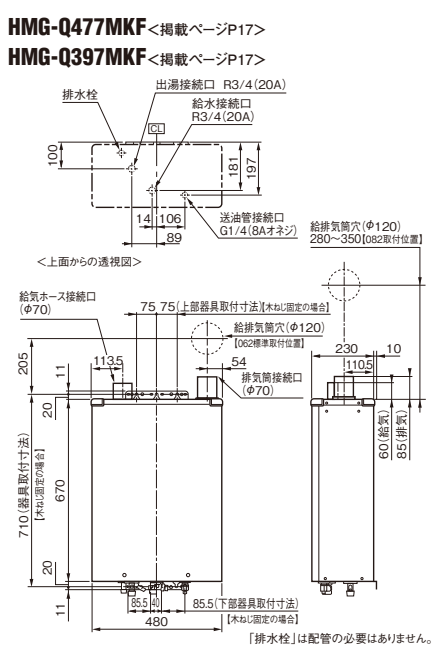 HMG-Q477MKF<掲載ページP17>
HMG-Q397MKF<掲載ページP17>
出湯接続口 R3/4(20A)
排水栓
給水接続口
R3/4(20A)
CL
100
181
197
14
106
89
送油管接続口
G1/4(8Aオネジ)
<上面からの透視図>
給排気筒穴(φ120)
280〜350【082取付位置】
給気ホース接続口
(φ70)
75 75(上部器具取付寸法)【木ねじ固定の場合】
給排気筒穴(φ120)
【062標準取付位置】
205
11
113.5
54
排気筒接続口
(φ70)
230
10
110.5
60(給気)
85(排気)
20
710(器具取付寸法)
【木ねじ固定の場合】
670
20
11
85.5
40
85.5(下部器具取付寸法)
【木ねじ固定の場合】
480
「排水栓」は配管の必要はありません。